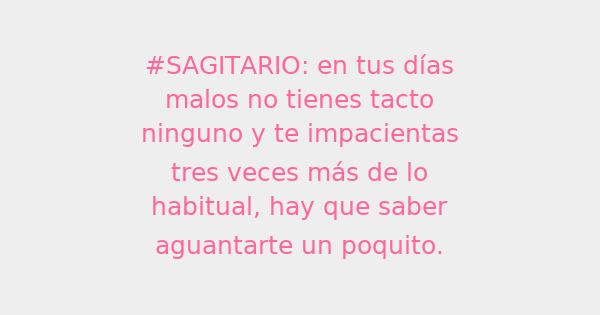 #SAGITARIO: en tus días
malos no tienes tacto
ninguno y te impacientas
tres veces más de lo
habitual, hay que saber
aguantarte un poquito.